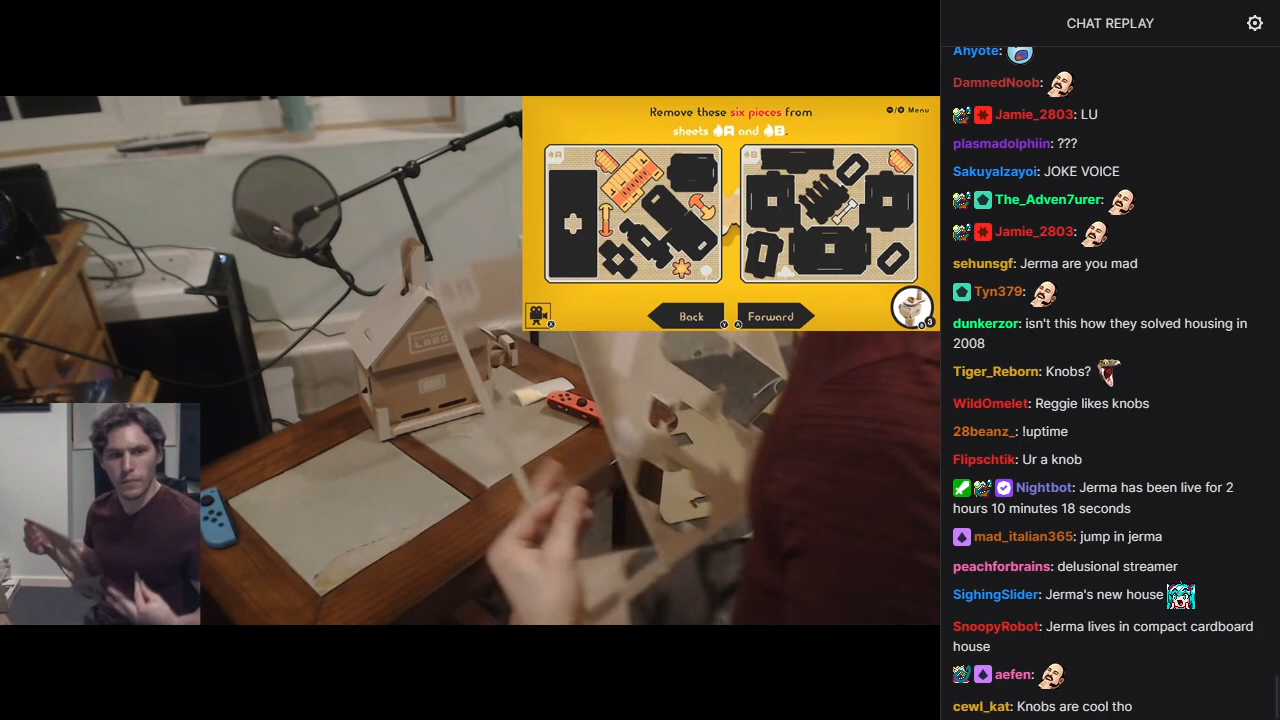 Remove these six pieces from
sheets A and B.
Menu
A
B
X
Back
Y
A
Forward
3
LABO
CHAT REPLAY
Ahyote:
DamnedNoob:
Jamie_2803: LU
plasmadolphiin: ???
SakuyaIzayoi: JOKE VOICE
The_Adven7urer:
Jamie_2803:
sehunsgf: Jerma are you mad
Tyn379:
dunkerzor: isn't this how they solved housing in
2008
Tiger_Reborn: Knobs?
WildOmelet: Reggie likes knobs
28beanz_: !uptime
Flipschtik: Ur a knob
Nightbot: Jerma has been live for 2
hours 10 minutes 18 seconds
mad_italian365: jump in jerma
peachforbrains: delusional streamer
SighingSlider: Jerma's new house
SnoopyRobot: Jerma lives in compact cardboard
house
aefen:
cewl_kat: Knobs are cool tho